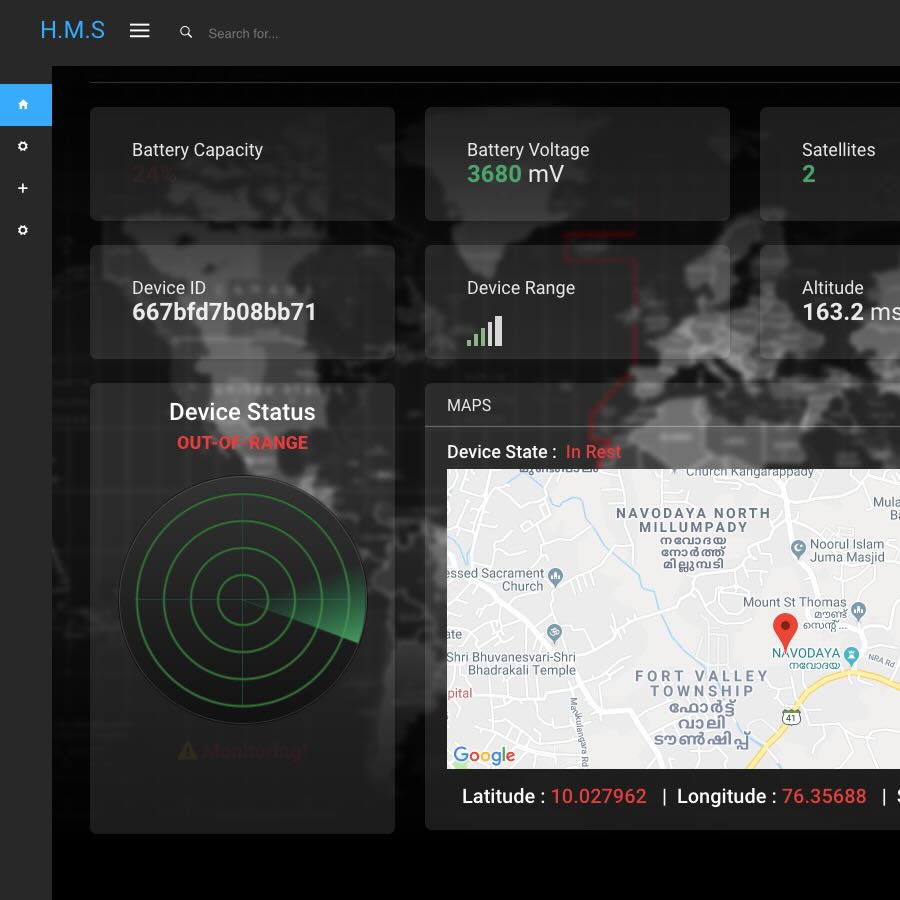 H.M.S
Search for...
Battery Capacity
24%
Battery Voltage
3680 mV
Satellites
2
Device ID
667bfd7b08bb71
Device Range
Altitude
163.2 ms
Device Status
OUT-OF-RANGE
Monitoring!
MAPS
Device State : In Rest
Church Kangarappady
NAVODAYA NORTH
MILLUMPADY
നവോദയ
നോർത്ത്
മില്ലുമ്പടി
Noorul Islam
Juma Masjid
essed Sacrament
Church
Mount St Thomas
മൗണ്ട്
സെന്റ്...
ate
Shri Bhuvanesvari-Shri
Bhadrakali Temple
NAVODAYA
നവോദയ
NRA Rd
FORT VALLEY
TOWNSHIP
ഫോർട്ട്
വാലി
ടൗൺഷിപ്പ്
pital
Mankulangara Rd
41
Google
Latitude : 10.027962 | Longitude : 76.35688 |